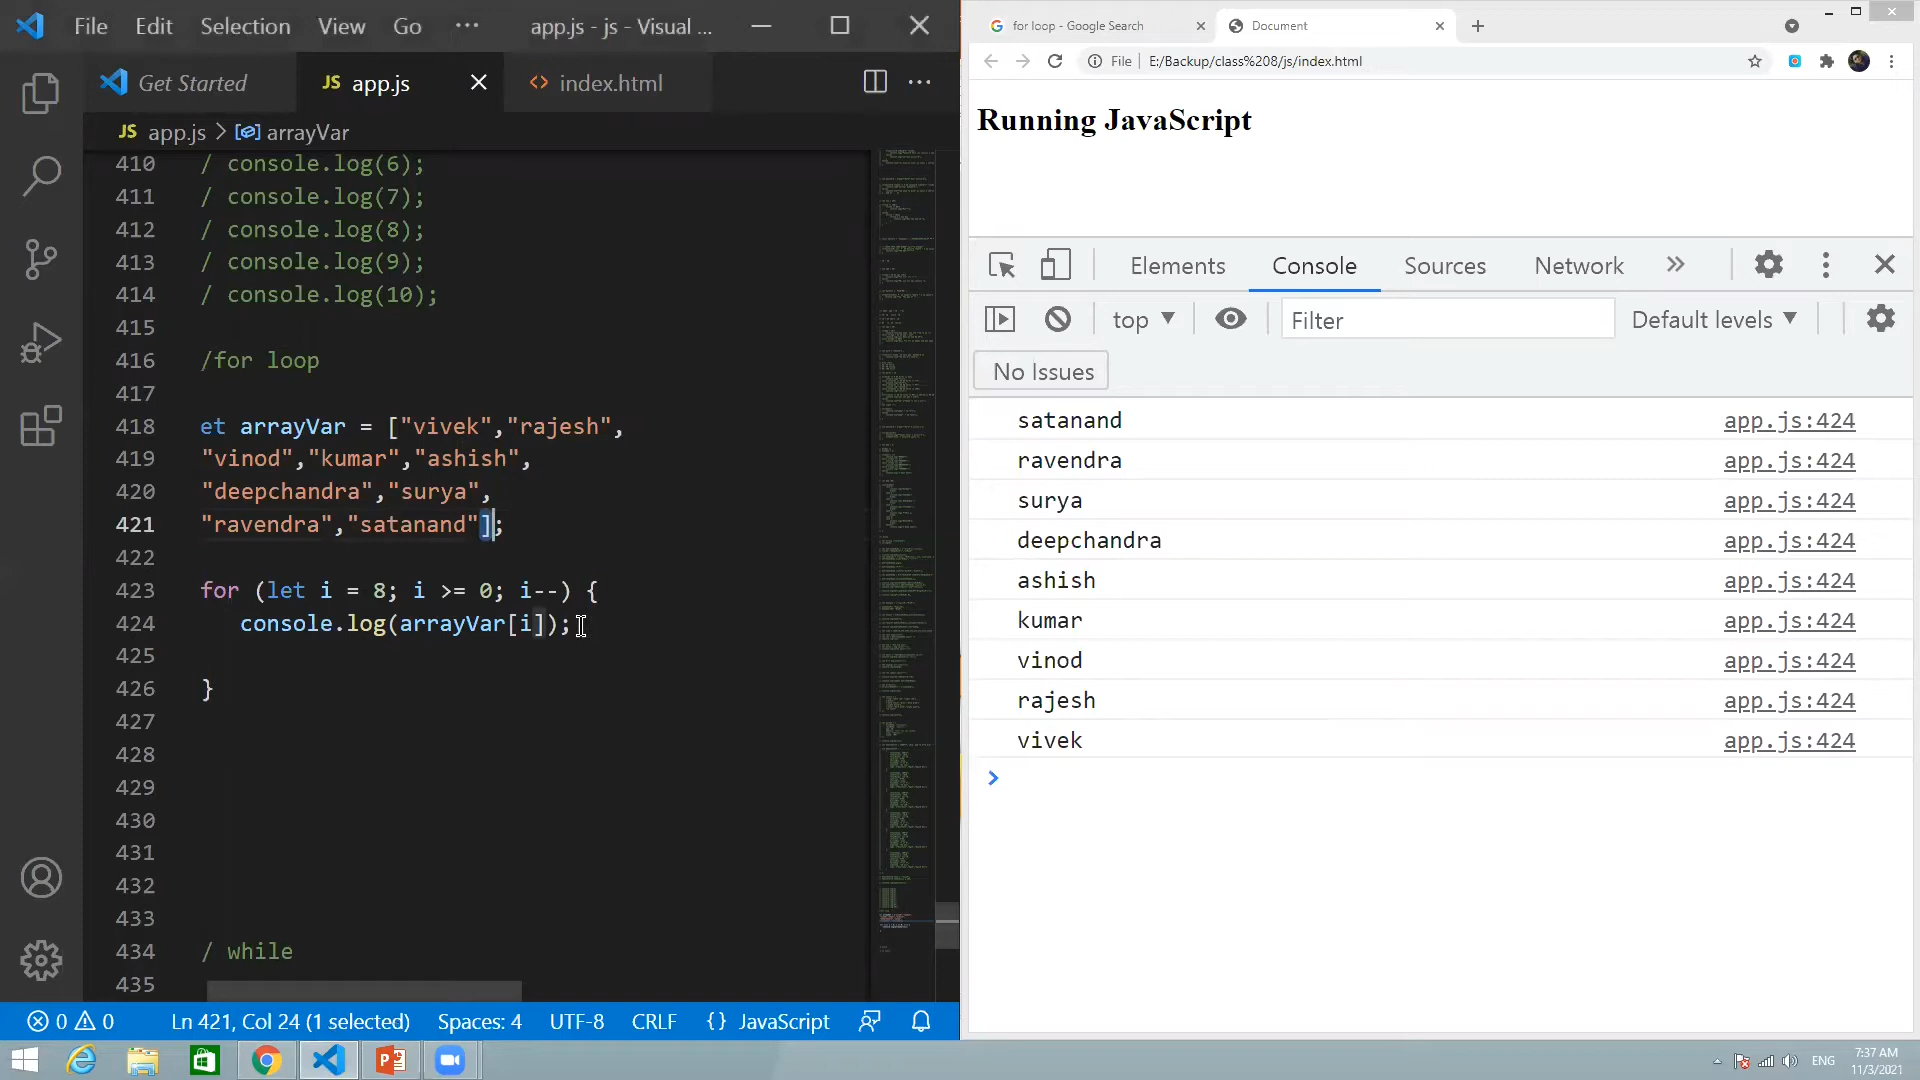 File Edit Selection View Go ··· app.js - js - Visual ...
Get Started JS app.js index.html
JS app.js > arrayVar
410 / console.log(6);
411 / console.log(7);
412 / console.log(8);
413 / console.log(9);
414 / console.log(10);
415
416 /for loop
417
418 et arrayVar = ["vivek","rajesh",
419 "vinod","kumar","ashish",
420 "deepchandra","surya",
421 "ravendra","satanand"];
422
423 for (let i = 8; i >= 0; i--) {
424 console.log(arrayVar[i]);
425
426 }
427
428
429
430
431
432
433
434 / while
435
0 0 Ln 421, Col 24 (1 selected) Spaces: 4 UTF-8 CRLF {} JavaScript
for loop - Google Search Document
File | E:/Backup/class%208/js/index.html
Running JavaScript
Elements Console Sources Network »
top Filter Default levels
No Issues
satanand app.js:424
ravendra app.js:424
surya app.js:424
deepchandra app.js:424
ashish app.js:424
kumar app.js:424
vinod app.js:424
rajesh app.js:424
vivek app.js:424
>
ENG 7:37 AM
11/3/2021